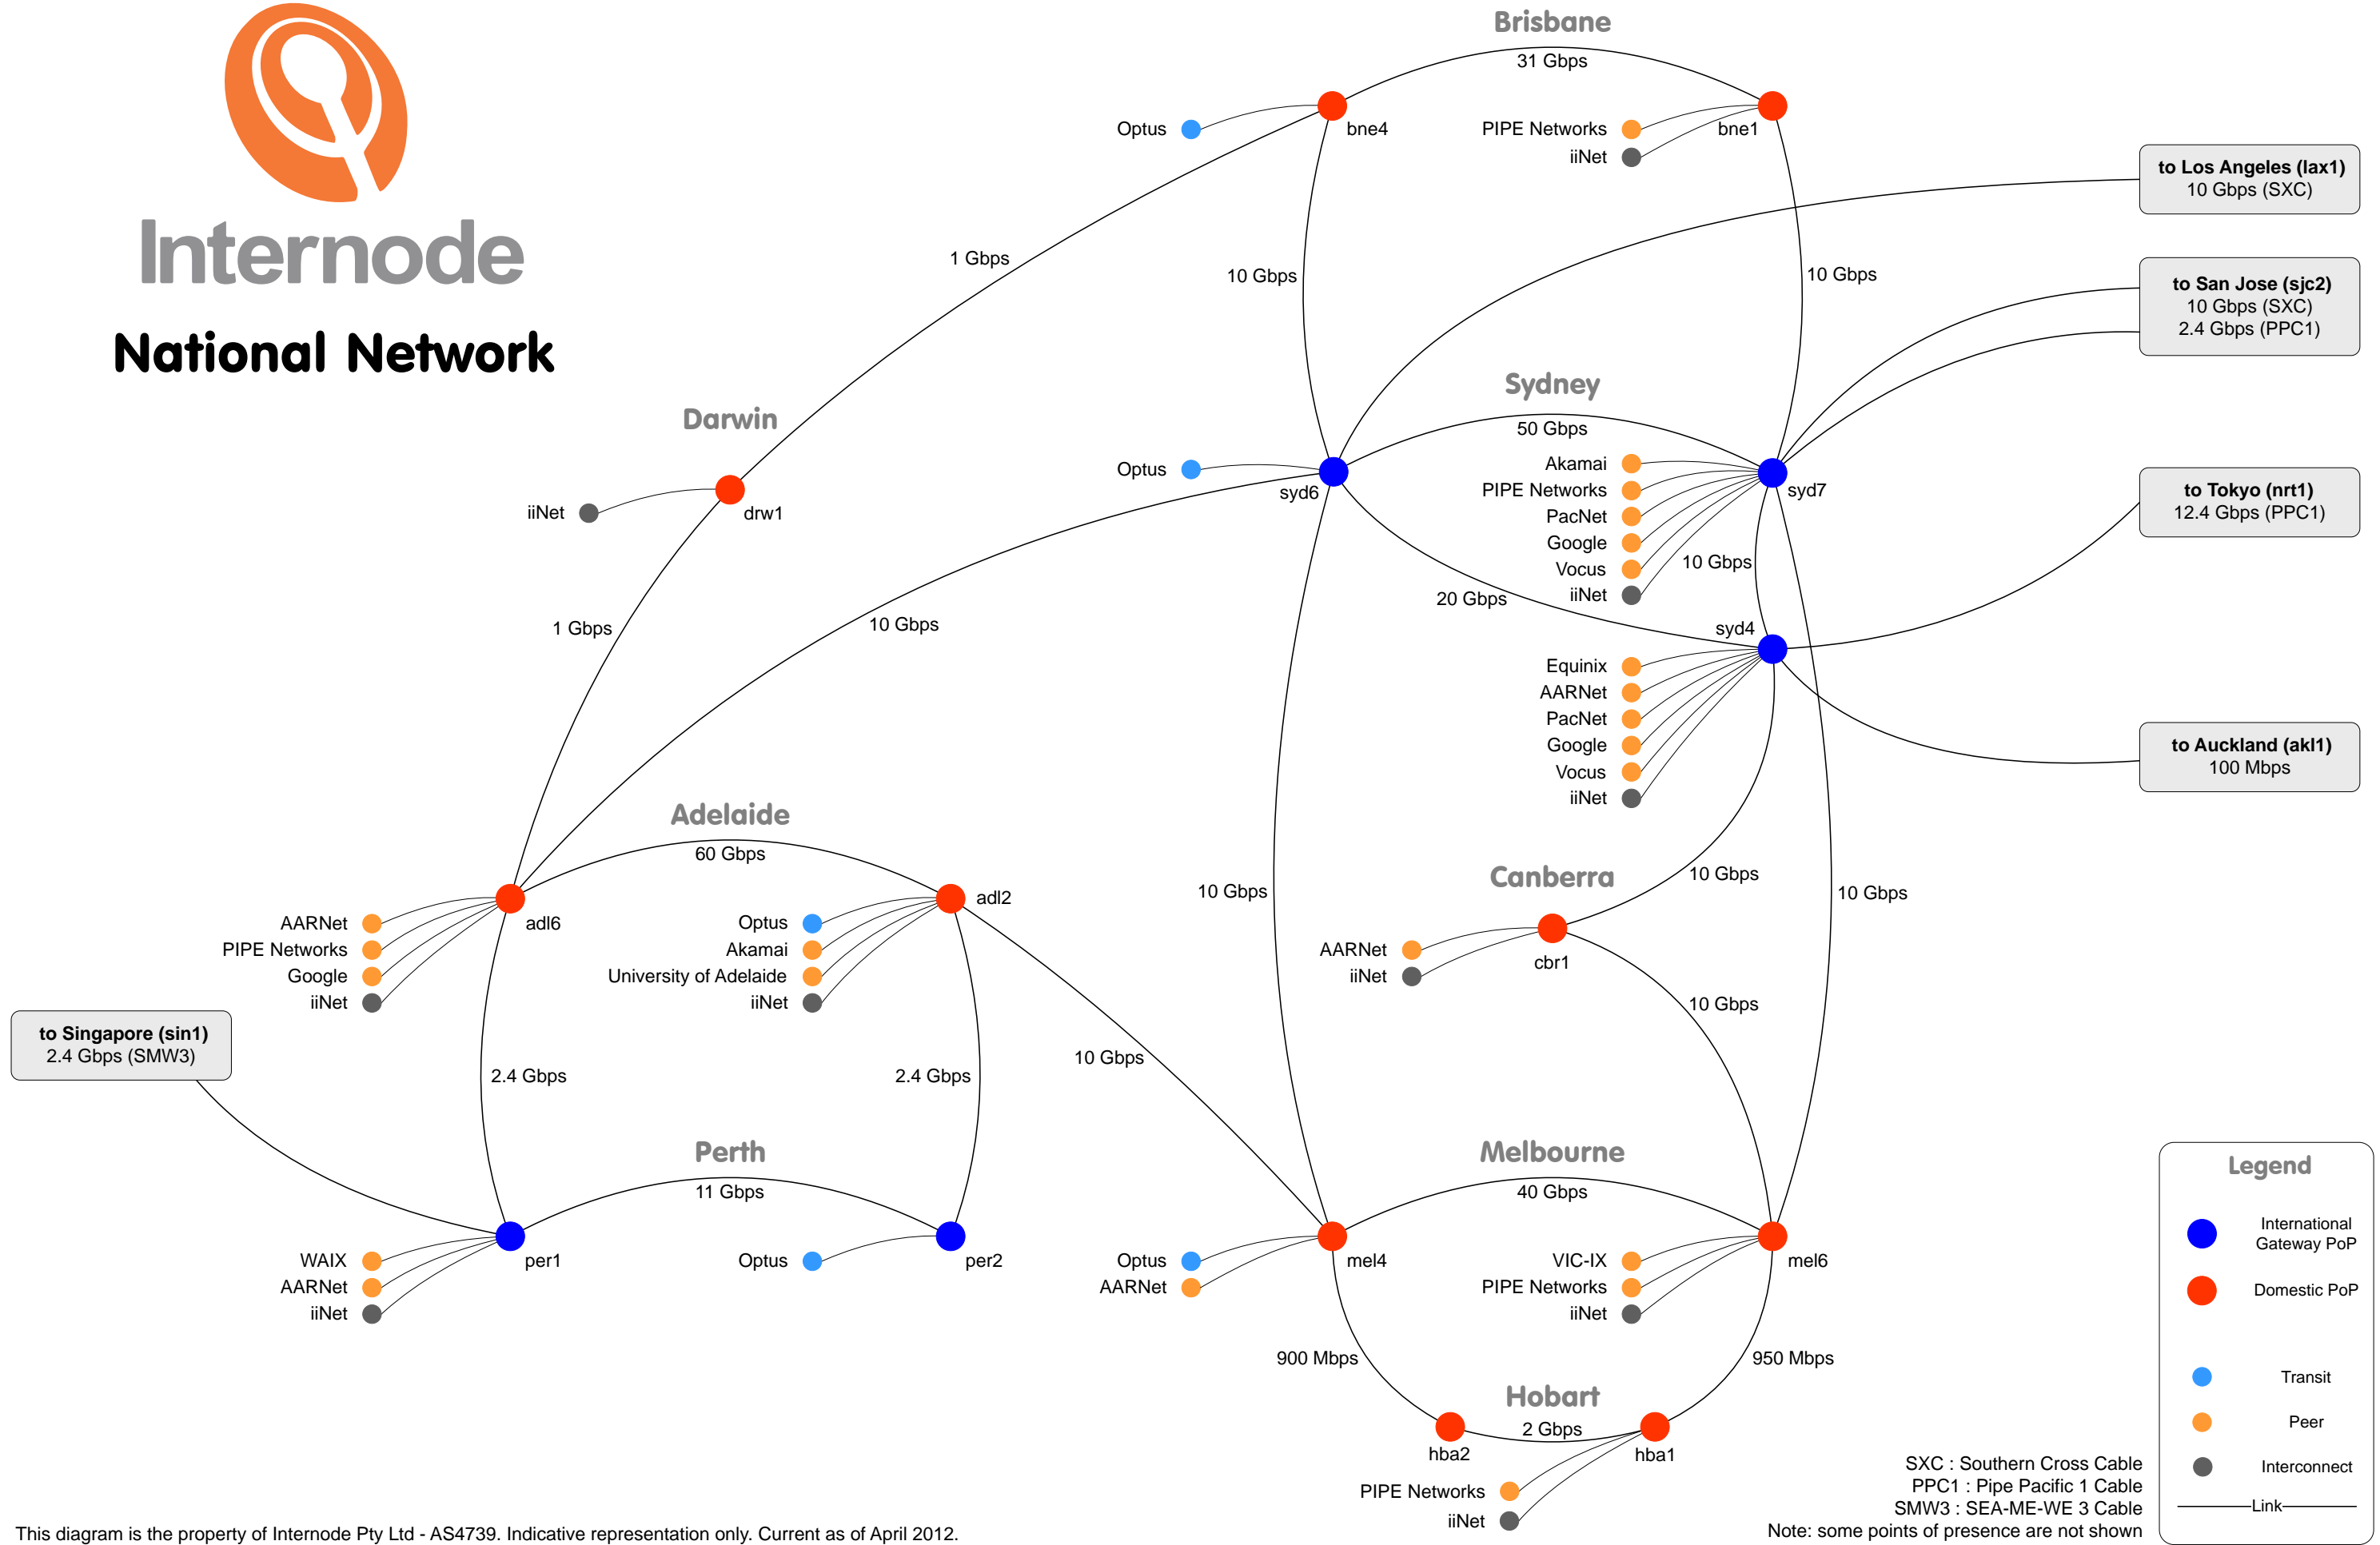 Internode
National Network
Brisbane
31 Gbps
Optus
bne4
PIPE Networks
iiNet
bne1
to Los Angeles (lax1)
10 Gbps (SXC)
1 Gbps
10 Gbps
10 Gbps
to San Jose (sjc2)
10 Gbps (SXC)
2.4 Gbps (PPC1)
Darwin
iiNet
drw1
Sydney
50 Gbps
Optus
syd6
Akamai
PIPE Networks
PacNet
Google
Vocus
iiNet
syd7
10 Gbps
to Tokyo (nrt1)
12.4 Gbps (PPC1)
1 Gbps
10 Gbps
20 Gbps
syd4
Equinix
AARNet
PacNet
Google
Vocus
iiNet
to Auckland (akl1)
100 Mbps
Adelaide
60 Gbps
adl6
AARNet
PIPE Networks
Google
iiNet
adl2
Optus
Akamai
University of Adelaide
iiNet
10 Gbps
Canberra
10 Gbps
10 Gbps
AARNet
iiNet
cbr1
10 Gbps
to Singapore (sin1)
2.4 Gbps (SMW3)
2.4 Gbps
2.4 Gbps
10 Gbps
Perth
11 Gbps
WAIX
AARNet
iiNet
per1
Optus
per2
Melbourne
40 Gbps
Optus
AARNet
mel4
VIC-IX
PIPE Networks
iiNet
mel6
900 Mbps
950 Mbps
Hobart
2 Gbps
hba2
hba1
PIPE Networks
iiNet
Legend
International
Gateway PoP
Domestic PoP
Transit
Peer
Interconnect
Link
SXC : Southern Cross Cable
PPC1 : Pipe Pacific 1 Cable
SMW3 : SEA-ME-WE 3 Cable
Note: some points of presence are not shown
This diagram is the property of Internode Pty Ltd - AS4739. Indicative representation only. Current as of April 2012.